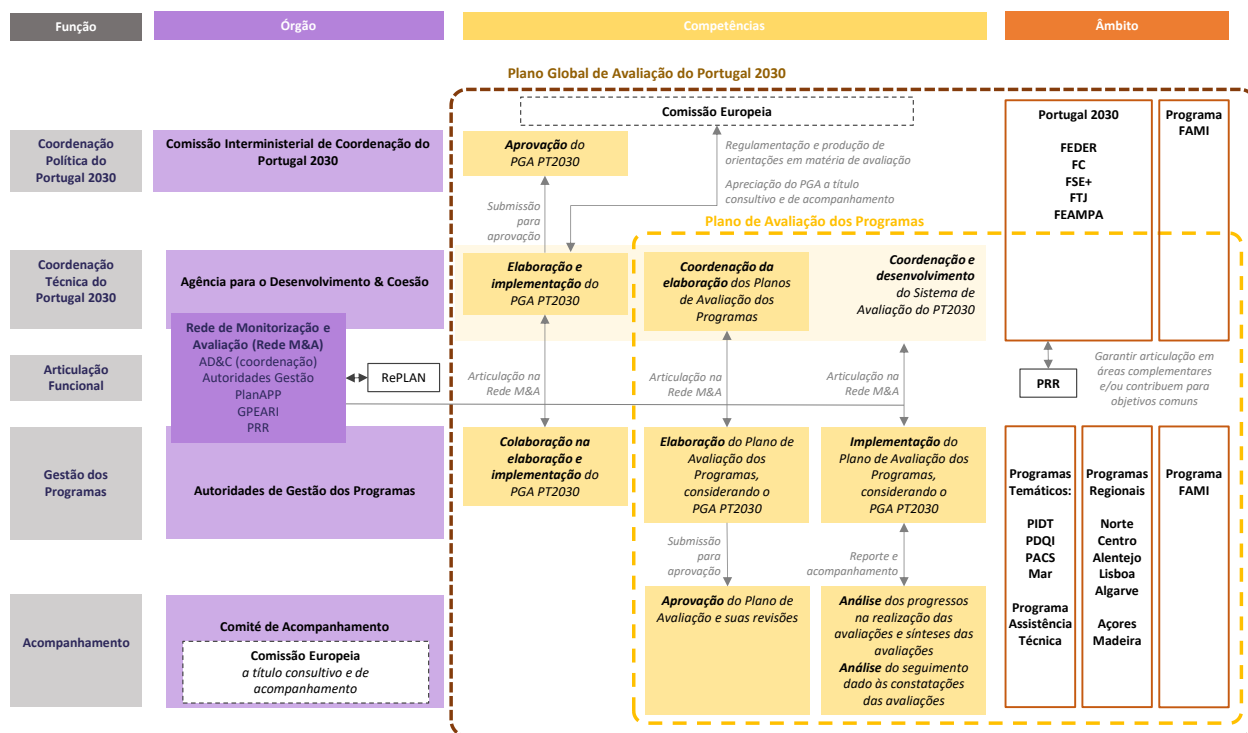 Função
Órgão
Competências
Âmbito
Plano Global de Avaliação do Portugal 2030
Comissão Europeia
Coordenação
Política do
Portugal 2030
Comissão Interministerial de Coordenação do
Portugal 2030
Aprovação do
PGA PT2030
Regulamentação e produção de
orientações em matéria de avaliação
Apreciação do PGA a título
consultivo e de acompanhamento
Submissão
para
aprovação
Portugal 2030
FEDER
FC
FSE+
FTJ
FEAMPA
Programa
FAMI
Plano de Avaliação dos Programas
Coordenação
Técnica do
Portugal 2030
Agência para o Desenvolvimento & Coesão
Elaboração e
implementação do
PGA PT2030
Coordenação da
elaboração dos Planos
de Avaliação dos
Programas
Coordenação e
desenvolvimento
do Sistema de
Avaliação do PT2030
Articulação
Funcional
Rede de Monitorização e
Avaliação (Rede M&A)
AD&C (coordenação)
Autoridades Gestão
PlanAPP
GPEARI
PRR
RePLAN
Articulação na
Rede M&A
Articulação na
Rede M&A
Articulação na
Rede M&A
PRR
Garantir articulação em
áreas complementares
e/ou contribuem para
objetivos comuns
Gestão dos
Programas
Autoridades de Gestão dos Programas
Colaboração na
elaboração e
implementação do
PGA PT2030
Elaboração do Plano de
Avaliação dos
Programas,
considerando o
PGA PT2030
Implementação do
Plano de Avaliação dos
Programas,
considerando o
PGA PT2030
Submissão
para
aprovação
Reporte e
acompanhamento
Programas
Temáticos:
PIDT
PDQI
PACS
Mar
Programa
Assistência
Técnica
Programas
Regionais
Norte
Centro
Alentejo
Lisboa
Algarve
Açores
Madeira
Programa
FAMI
Acompanhamento
Comité de Acompanhamento
Comissão Europeia
a título consultivo e de
acompanhamento
Aprovação do Plano de
Avaliação e suas revisões
Análise dos progressos
na realização das
avaliações e sínteses das
avaliações
Análise do seguimento
dado às constatações
das avaliações